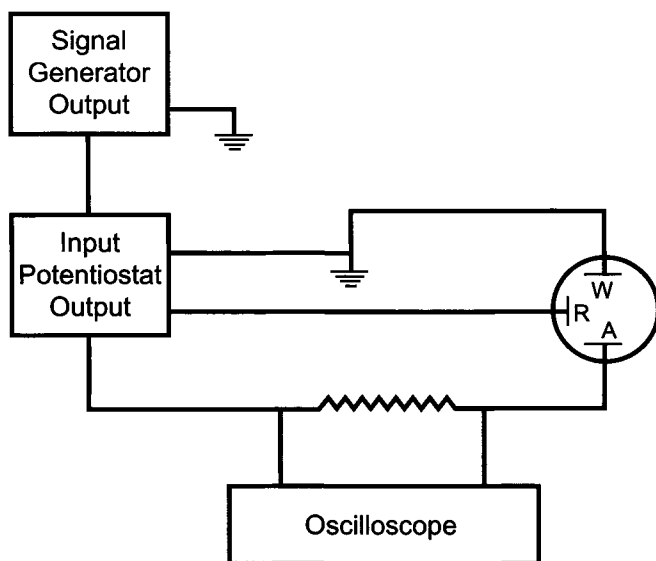 Signal
Generator
Output
Input
Potentiostat
Output
W
R
A
Oscilloscope